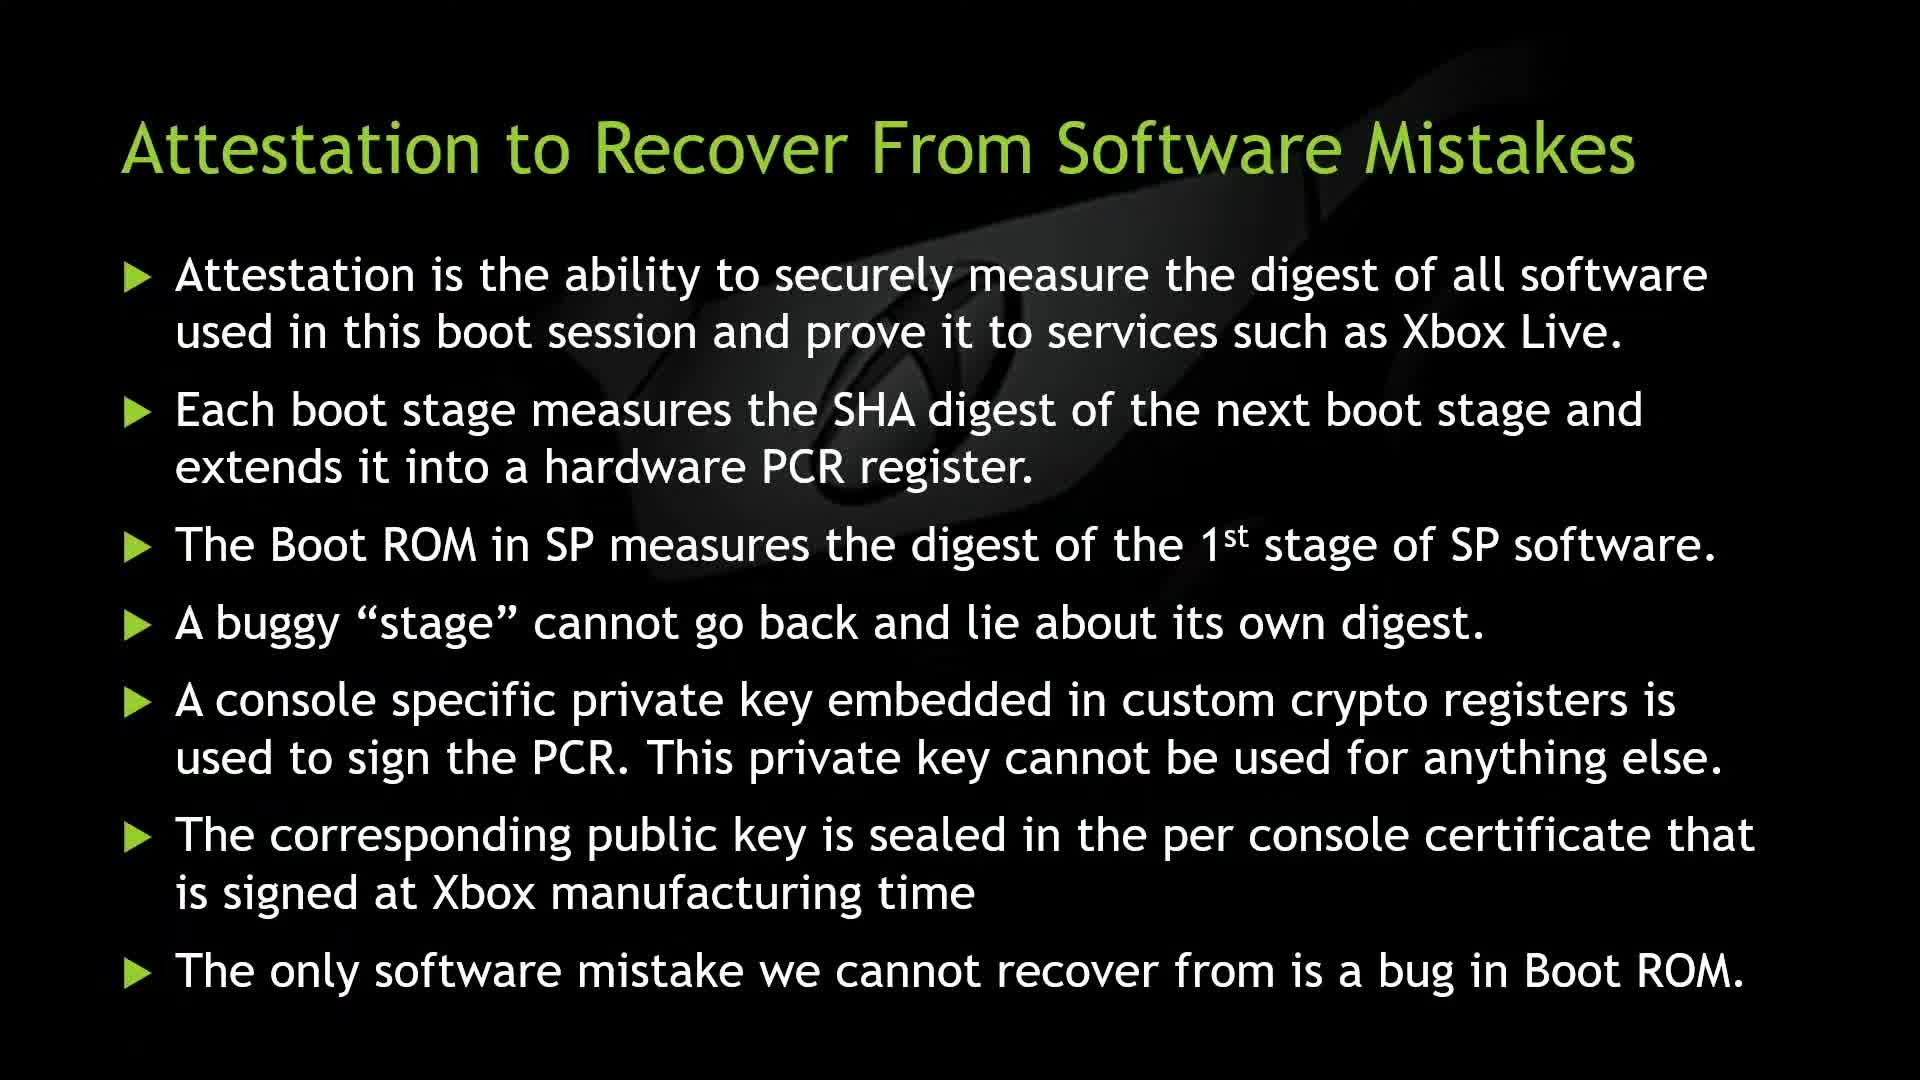 Attestation to Recover From Software Mistakes
Attestation is the ability to securely measure the digest of all software
used in this boot session and prove it to services such as Xbox Live.
Each boot stage measures the SHA digest of the next boot stage and
extends it into a hardware PCR register.
The Boot ROM in SP measures the digest of the 1st stage of SP software.
A buggy “stage” cannot go back and lie about its own digest.
A console specific private key embedded in custom crypto registers is
used to sign the PCR. This private key cannot be used for anything else.
The corresponding public key is sealed in the per console certificate that
is signed at Xbox manufacturing time
The only software mistake we cannot recover from is a bug in Boot ROM.